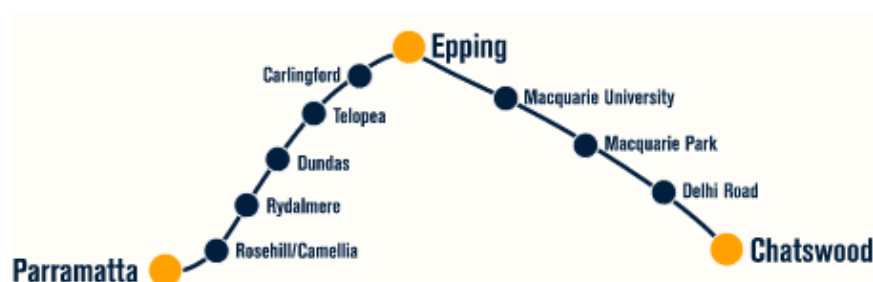 Epping
Carlingford
Macquarie University
Telopea
Macquarie Park
Dundas
Delhi Road
Rydalmere
Rosehill/Camellia
Chatswood
Parramatta